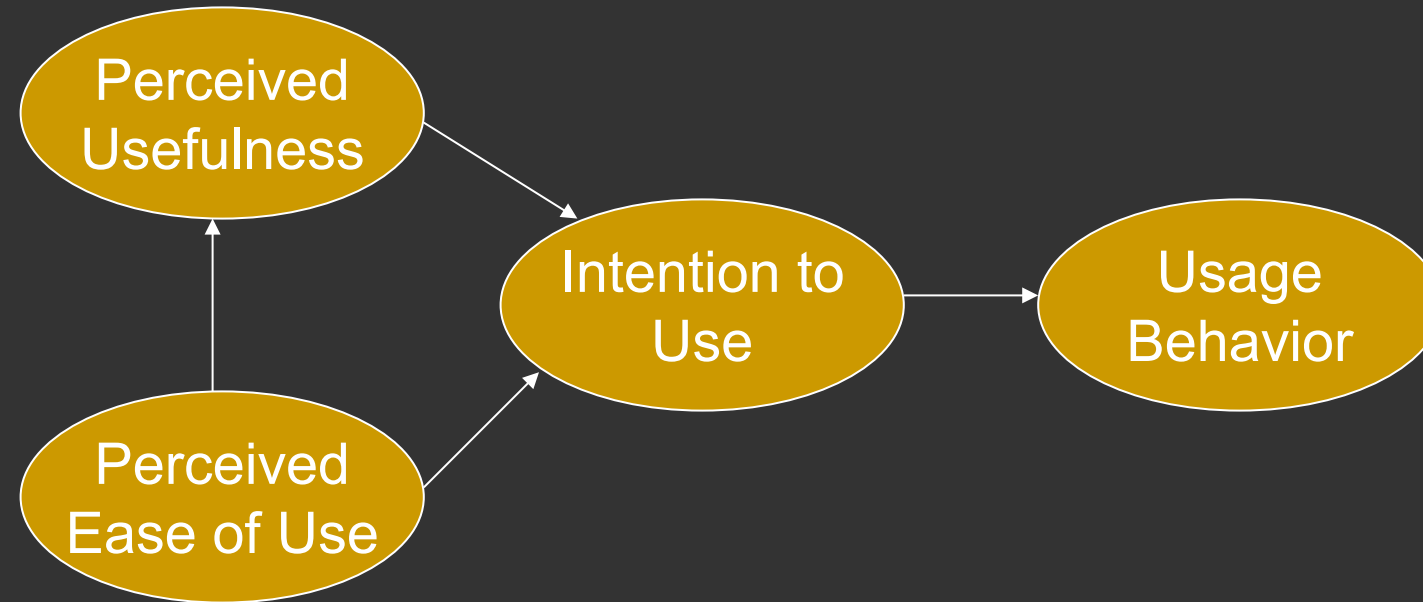 Perceived
Usefulness
Intention to
Use
Usage
Behavior
Perceived
Ease of Use